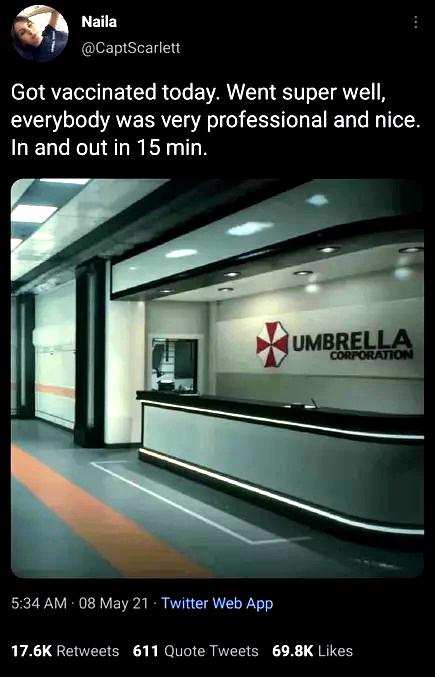 Naila
@CaptScarlett
Got vaccinated today. Went super well,
everybody was very professional and nice.
In and out in 15 min.
UMBRELLA
CORPORATION
5:34 AM · 08 May 21 · Twitter Web App
17.6K Retweets 611 Quote Tweets 69.8K Likes